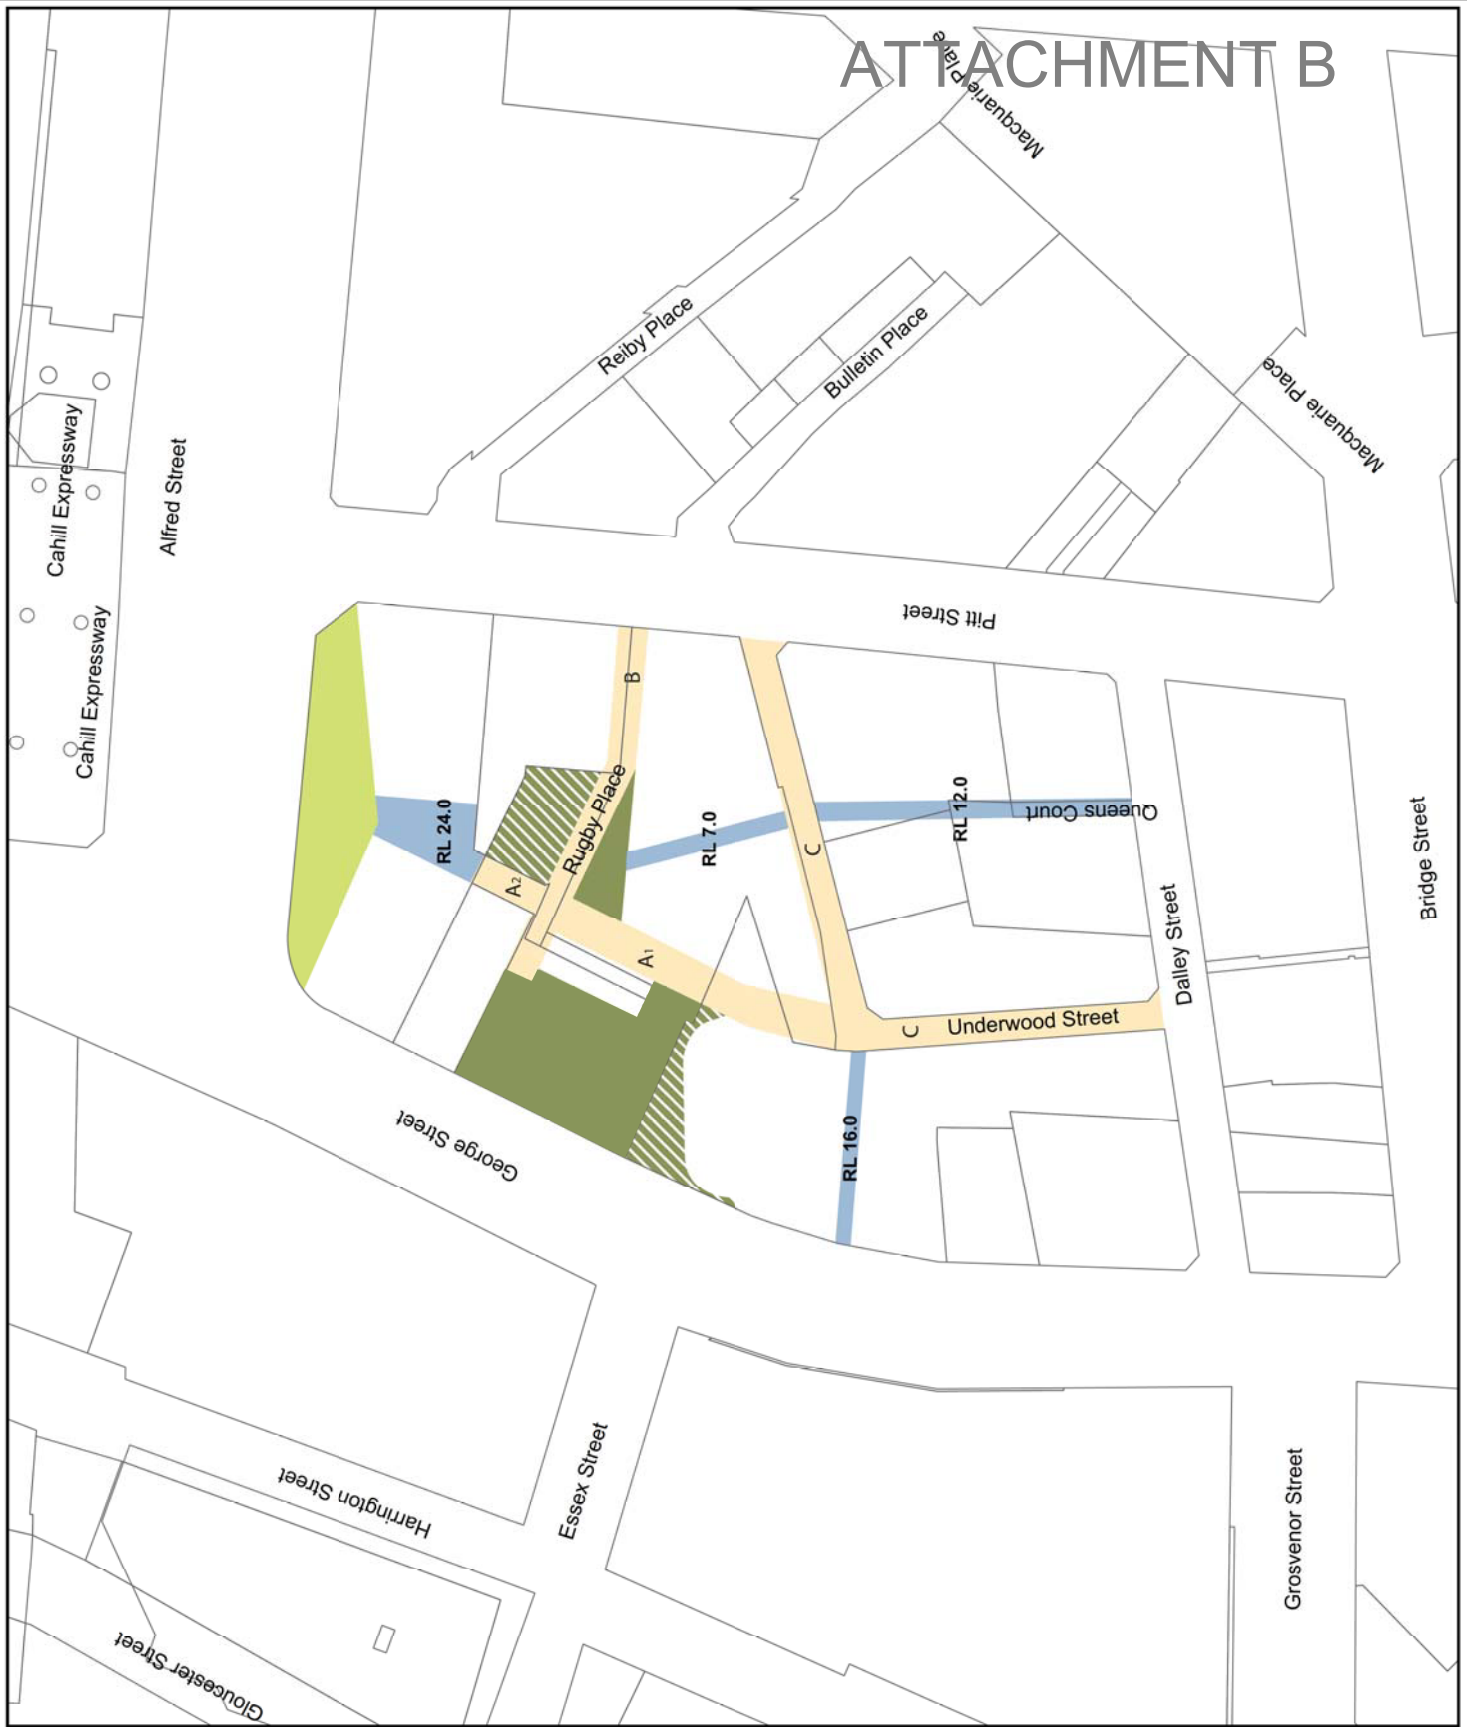 ATTACHMENT B
Macquarie Place
Reiby Place
Bulletin Place
Macquarie Place
Cahill Expressway
Alfred Street
Cahill Expressway
Pitt Street
B
Rugby Place
RL 24.0
RL 7.0
RL 12.0
Queens Court
C
A2
A1
Bridge Street
Dalley Street
C
Underwood Street
George Street
RL 16.0
Essex Street
Harrington Street
Grosvenor Street
Gloucester Street